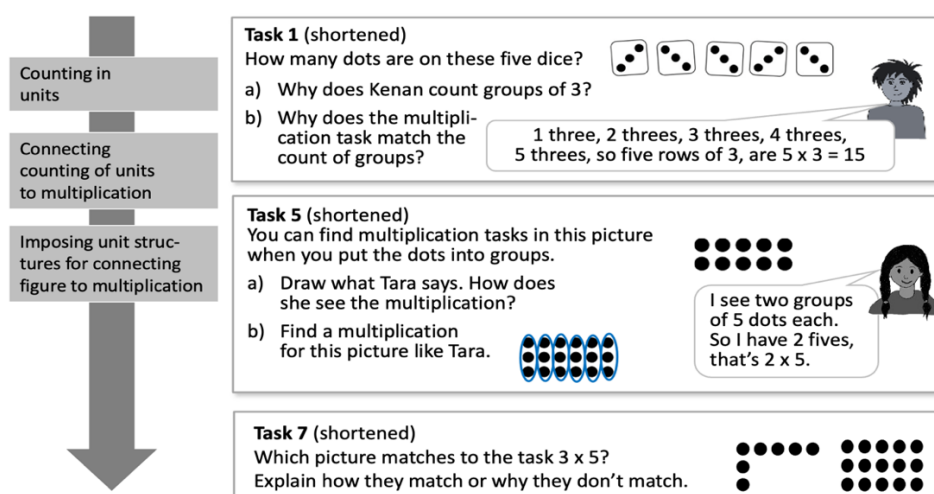 Counting in
units
Connecting
counting of units
to multiplication
Imposing unit struc-
tures for connecting
figure to multiplication
Task 1 (shortened)
How many dots are on these five dice?
a) Why does Kenan count groups of 3?
b) Why does the multipli-
cation task match the
count of groups?
1 three, 2 threes, 3 threes, 4 threes,
5 threes, so five rows of 3, are 5 x 3 = 15
Task 5 (shortened)
You can find multiplication tasks in this picture
when you put the dots into groups.
a) Draw what Tara says. How does
she see the multiplication?
b) Find a multiplication
for this picture like Tara.
I see two groups
of 5 dots each.
So I have 2 fives,
that's 2 x 5.
Task 7 (shortened)
Which picture matches to the task 3 x 5?
Explain how they match or why they don't match.